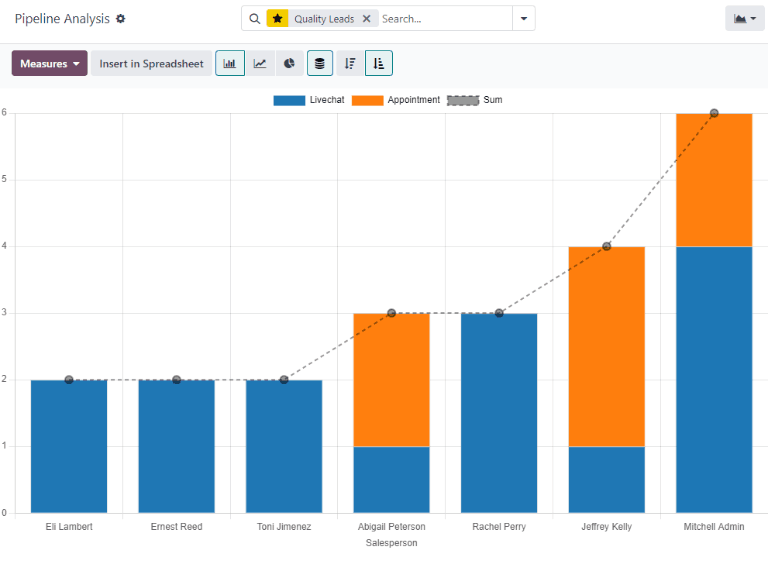 Pipeline Analysis
Quality Leads
Search...
Measures
Insert in Spreadsheet
Livechat
Appointment
Sum
6
5
4
3
2
1
0
Eli Lambert
Ernest Reed
Toni Jimenez
Abigail Peterson
Rachel Perry
Jeffrey Kelly
Mitchell Admin
Salesperson